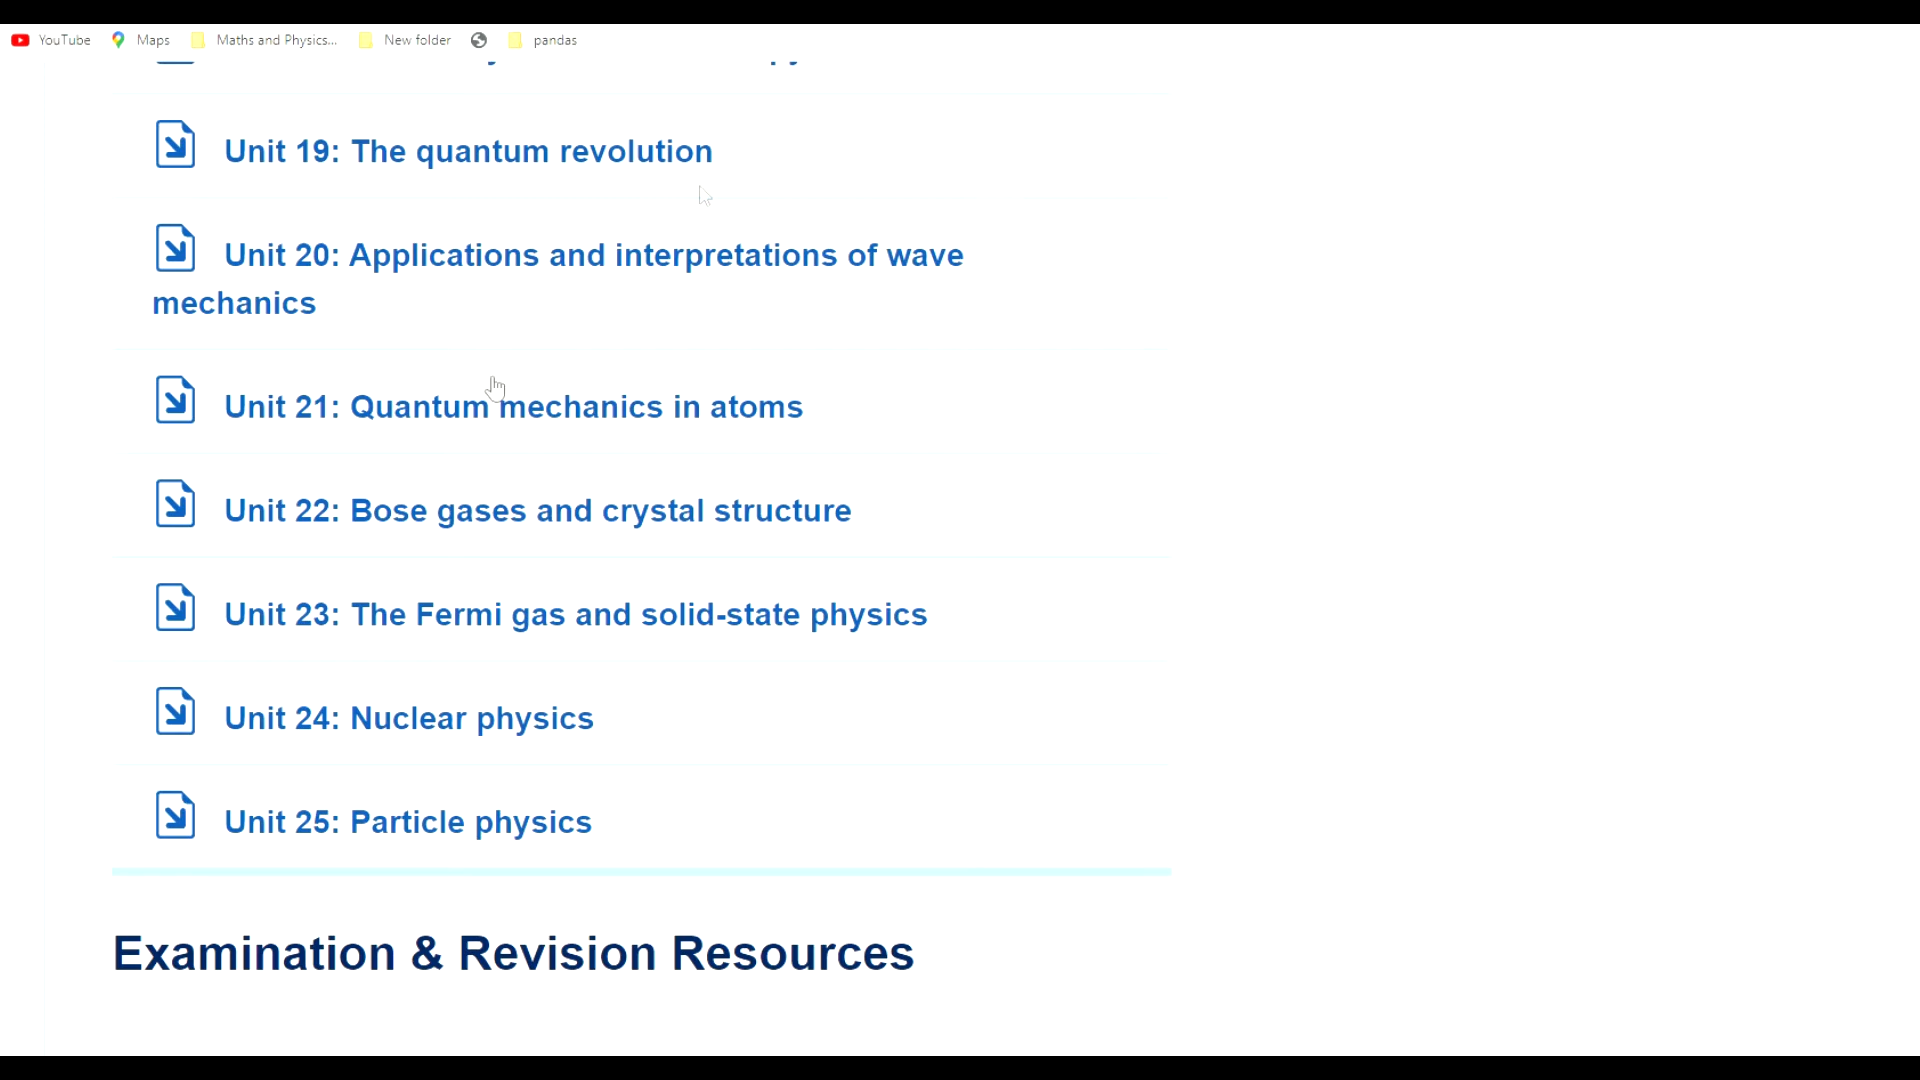 YouTube Maps Maths and Physics... New folder pandas
Unit 19: The quantum revolution
Unit 20: Applications and interpretations of wave
mechanics
Unit 21: Quantum mechanics in atoms
Unit 22: Bose gases and crystal structure
Unit 23: The Fermi gas and solid-state physics
Unit 24: Nuclear physics
Unit 25: Particle physics
Examination & Revision Resources